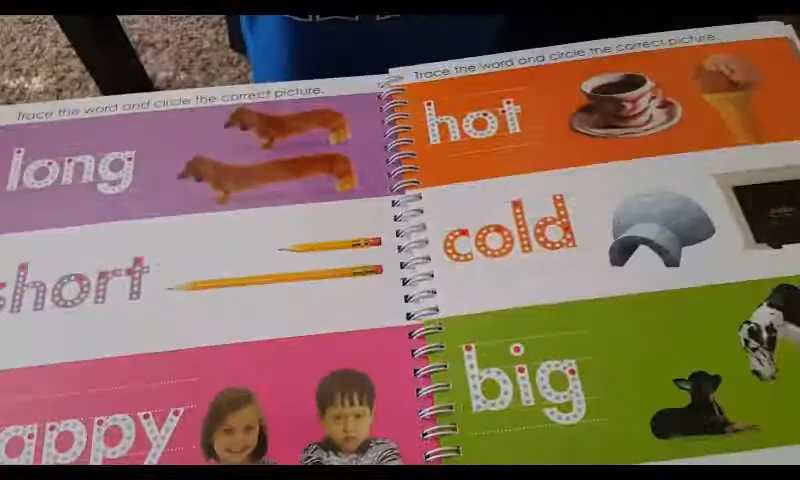 Trace the word and circle the correct picture.
long
short
appy
Trace the word and circle the correct picture.
hot
cold
big